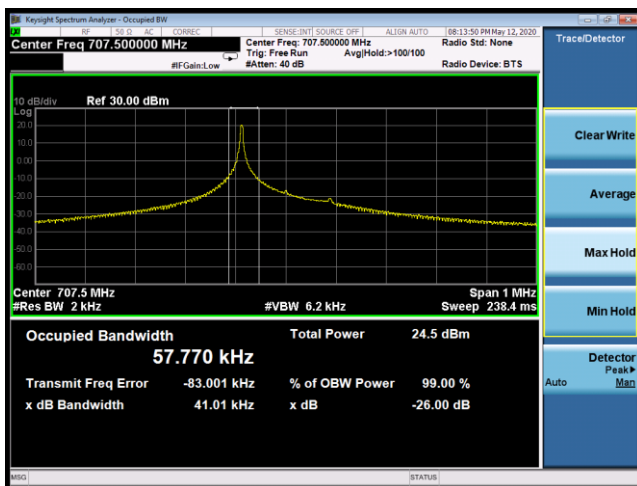 Keysight Spectrum Analyzer - Occupied BW
RF 50 Ω AC CORREC SENSE:INT SOURCE OFF ALIGN AUTO 08:13:50 PM May 12, 2020
Center Freq 707.500000 MHz
Center Freq: 707.500000 MHz
Radio Std: None
Trig: Free Run Avg|Hold:>100/100
#IFGain:Low
#Atten: 40 dB
Radio Device: BTS
Trace/Detector
10 dB/div Ref 30.00 dBm
Log
20.0
10.0
0.00
-10.0
-20.0
-30.0
-40.0
-50.0
-60.0
Center 707.5 MHz
Span 1 MHz
#Res BW 2 kHz
#VBW 6.2 kHz
Sweep 238.4 ms
Occupied Bandwidth
57.770 kHz
Total Power 24.5 dBm
Transmit Freq Error -83.001 kHz
% of OBW Power 99.00 %
x dB Bandwidth 41.01 kHz
x dB -26.00 dB
Clear Write
Average
Max Hold
Min Hold
Detector
Peak▶
Auto Man
MSG
STATUS